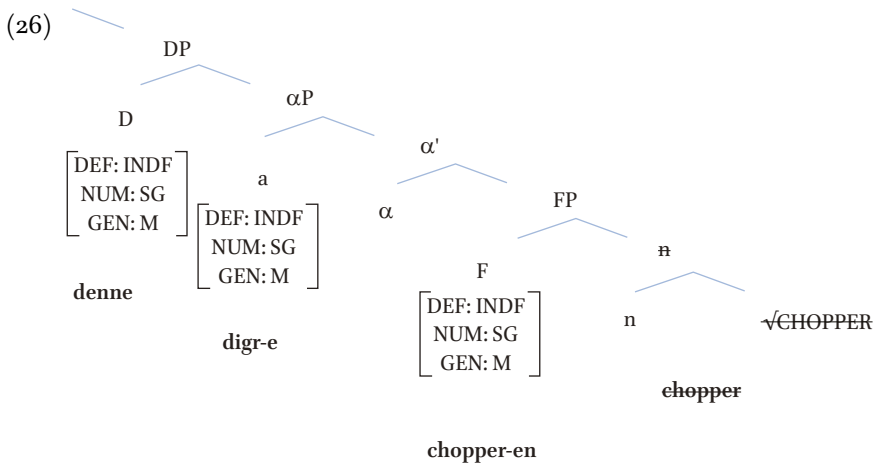 (26)
DP
D
αP
DEF: INDF
NUM: SG
GEN: M
denne
a
α'
DEF: INDF
NUM: SG
GEN: M
digr-e
α
FP
F
n
DEF: INDF
NUM: SG
GEN: M
n
√CHOPPER
chopper
chopper-en